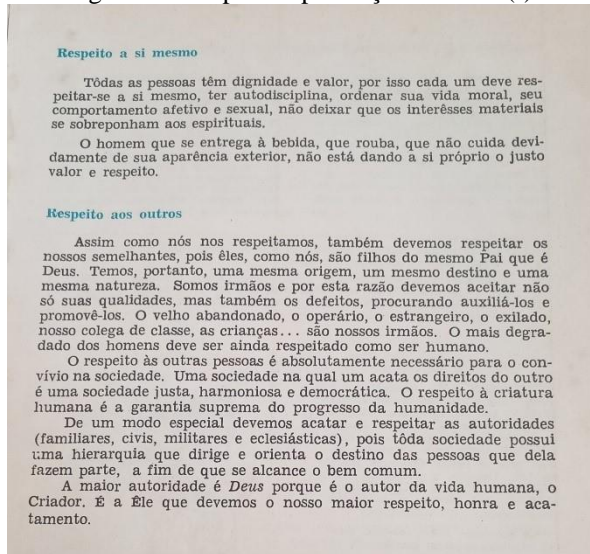 Respeito a si mesmo
Tôdas as pessoas têm dignidade e valor, por isso cada um deve res-
peitar-se a si mesmo, ter autodisciplina, ordenar sua vida moral, seu
comportamento afetivo e sexual, não deixar que os interêsses materiais
se sobreponham aos espirituais.
O homem que se entrega à bebida, que rouba, que não cuida devi-
damente de sua aparência exterior, não está dando a si próprio o justo
valor e respeito.
Respeito aos outros
Assim como nós nos respeitamos, também devemos respeitar os
nossos semelhantes, pois êles, como nós, são filhos do mesmo Pai que é
Deus. Temos, portanto, uma mesma origem, um mesmo destino e uma
mesma natureza. Somos irmãos e por esta razão devemos aceitar não
só suas qualidades, mas também os defeitos, procurando auxiliá-los e
promovê-los. O velho abandonado, o operário, o estrangeiro, o exilado,
nosso colega de classe, as crianças... são nossos irmãos. O mais degra-
dado dos homens deve ser ainda respeitado como ser humano.
O respeito às outras pessoas é absolutamente necessário para o con-
vívio na sociedade. Uma sociedade na qual um acata os direitos do outro
é uma sociedade justa, harmoniosa e democrática. O respeito à criatura
humana é a garantia suprema do progresso da humanidade.
De um modo especial devemos acatar e respeitar as autoridades
(familiares, civis, militares e eclesiásticas), pois tôda sociedade possui
uma hierarquia que dirige e orienta o destino das pessoas que dela
fazem parte, a fim de que se alcance o bem comum.
A maior autoridade é Deus porque é o autor da vida humana, o
Criador. É a Êle que devemos o nosso maior respeito, honra e aca-
tamento.